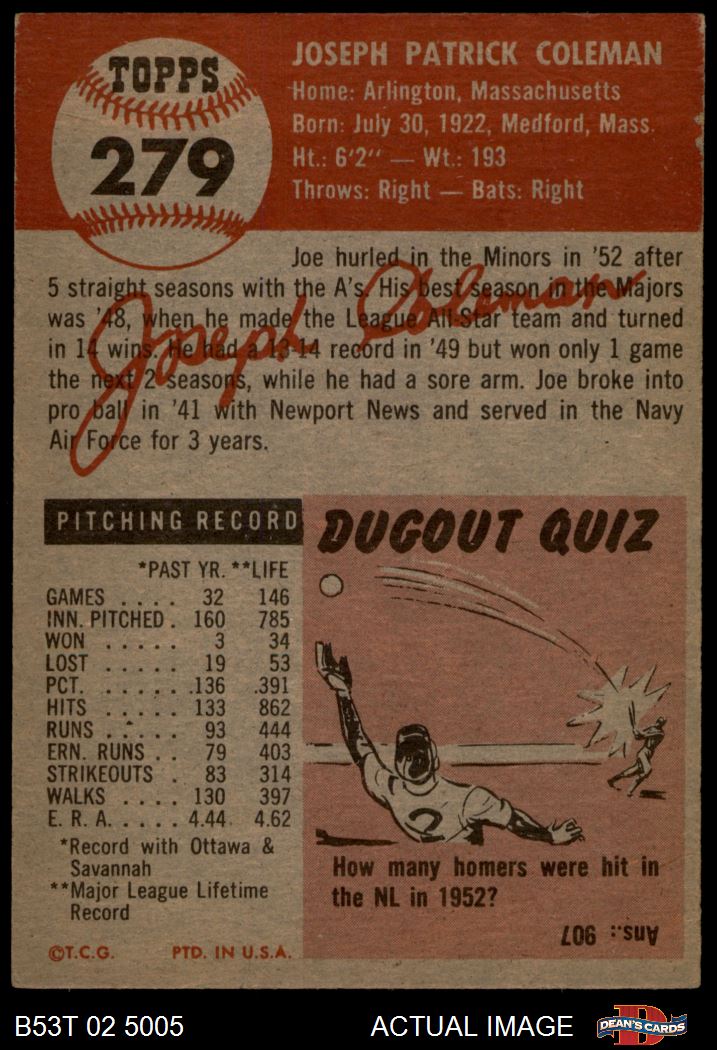 TOPPS
279
JOSEPH PATRICK COLEMAN
Home: Arlington, Massachusetts
Born: July 30, 1922, Medford, Mass.
Ht.: 6'2" — Wt.: 193
Throws: Right — Bats: Right
Joe hurled in the Minors in '52 after
5 straight seasons with the A's. His best season in the Majors
was '48, when he made the League All-Star team and turned
in 14 wins. He had a 13-14 record in '49 but won only 1 game
the next 2 seasons, while he had a sore arm. Joe broke into
pro ball in '41 with Newport News and served in the Navy
Air Force for 3 years.
Joseph Coleman
PITCHING RECORD
*PAST YR. **LIFE
GAMES . . . . 32 146
INN. PITCHED . 160 785
WON . . . . . 3 34
LOST . . . . . 19 53
PCT. . . . . . .136 .391
HITS . . . . . 133 862
RUNS . . . . . 93 444
ERN. RUNS . . 79 403
STRIKEOUTS . 83 314
WALKS . . . . 130 397
E. R. A. . . . . 4.44 4.62
*Record with Ottawa &
Savannah
**Major League Lifetime
Record
©T.C.G. PTD. IN U.S.A.
DUGOUT QUIZ
2
How many homers were hit in
the NL in 1952?
Ans.: 907
B53T 02 5005 ACTUAL IMAGE
D
DEAN'S CARDS